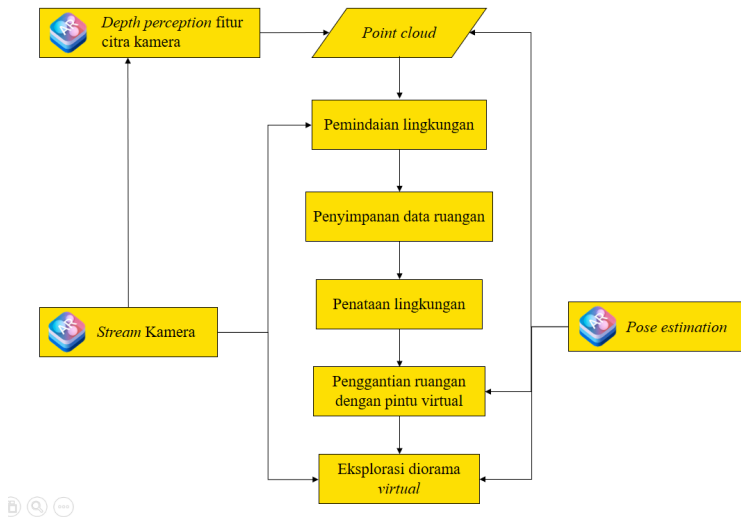 Depth perception fitur
citra kamera
Point cloud
Pemindaian lingkungan
Penyimpanan data ruangan
Penataan lingkungan
Stream Kamera
Pose estimation
Penggantian ruangan
dengan pintu virtual
Eksplorasi diorama
virtual